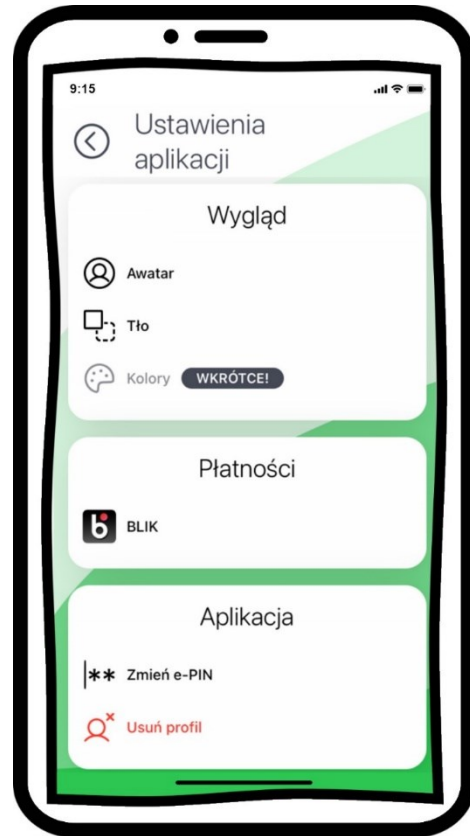 9:15
Ustawienia
aplikacji
Wygląd
Awatar
Tło
Kolory WKRÓTCE!
Płatności
BLIK
Aplikacja
Zmień e-PIN
Usuń profil